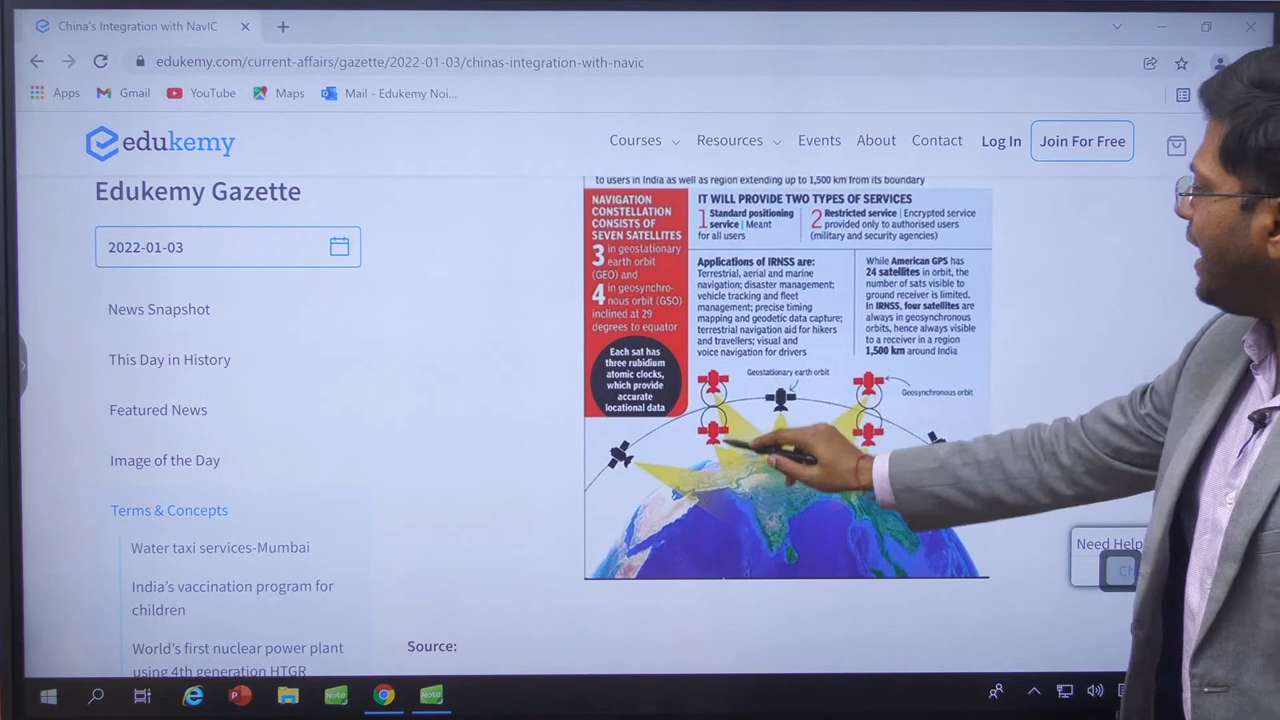 China's Integration with NavIC
edukemy.com/current-affairs/gazette/2022-01-03/chinas-integration-with-navic
Apps
Gmail
YouTube
Maps
Mail - Edukemy Noi...
edukemy
Courses
Resources
Events
About
Contact
Log In
Join For Free
Edukemy Gazette
2022-01-03
News Snapshot
This Day in History
Featured News
Image of the Day
Terms & Concepts
Water taxi services-Mumbai
India's vaccination program for
children
World's first nuclear power plant
using 4th generation HTGR
to users in India as well as region extending up to 1,500 km from its boundary
NAVIGATION
CONSTELLATION
CONSISTS OF
SEVEN SATELLITES
3 in geostationary
earth orbit
(GEO) and
4 in geosynchro-
nous orbit (GSO)
inclined at 29
degrees to equator
Each sat has
three rubidium
atomic clocks,
which provide
accurate
locational data
IT WILL PROVIDE TWO TYPES OF SERVICES
1 Standard positioning
service | Meant
for all users
2 Restricted service | Encrypted service
provided only to authorised users
(military and security agencies)
Applications of IRNSS are:
Terrestrial, aerial and marine
navigation; disaster management;
vehicle tracking and fleet
management; precise timing
mapping and geodetic data capture;
terrestrial navigation aid for hikers
and travellers; visual and
voice navigation for drivers
While American GPS has
24 satellites in orbit, the
number of sats visible to
ground receiver is limited.
In IRNSS, four satellites are
always in geosynchronous
orbits, hence always visible
to a receiver in a region
1,500 km around India
Geostationary earth orbit
Geosynchronous orbit
Source:
Need Help
Ch
Note
Note